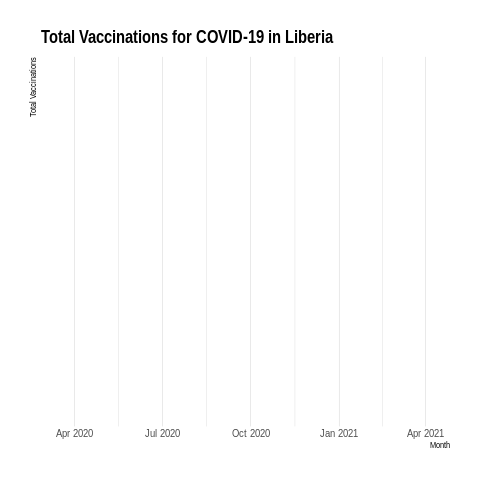 Total Vaccinations for COVID-19 in Liberia
Total Vaccinations
Apr 2020 Jul 2020 Oct 2020 Jan 2021 Apr 2021
Month